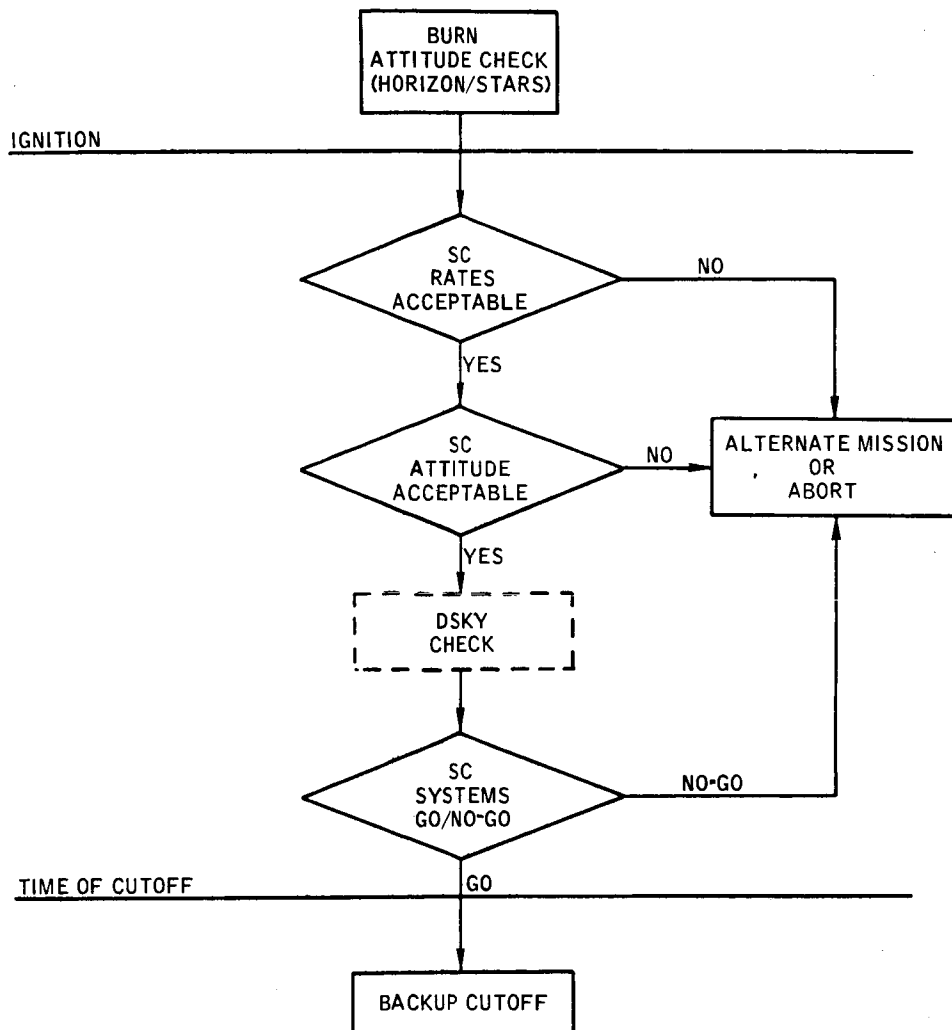 BURN
ATTITUDE CHECK
(HORIZON/STARS)
IGNITION
SC
RATES
ACCEPTABLE
NO
YES
SC
ATTITUDE
ACCEPTABLE
NO
ALTERNATE MISSION
OR
ABORT
YES
DSKY
CHECK
SC
SYSTEMS
GO/NO-GO
NO-GO
GO
TIME OF CUTOFF
BACKUP CUTOFF